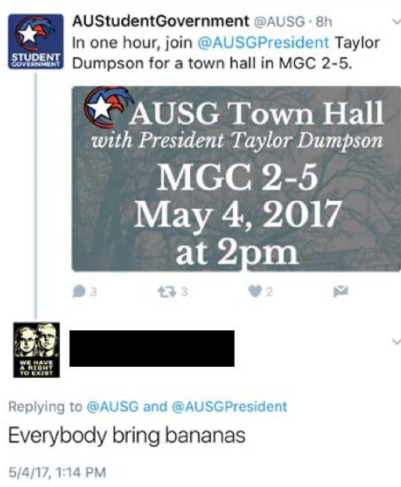 AUStudentGovernment @AUSG · 8h
In one hour, join @AUSGPresident Taylor
Dumpson for a town hall in MGC 2-5.
STUDENT
GOVERNMENT
AUSG Town Hall
with President Taylor Dumpson
MGC 2-5
May 4, 2017
at 2pm
3 3 2
WE HAVE
A RIGHT
TO EXIST
Replying to @AUSG and @AUSGPresident
Everybody bring bananas
5/4/17, 1:14 PM